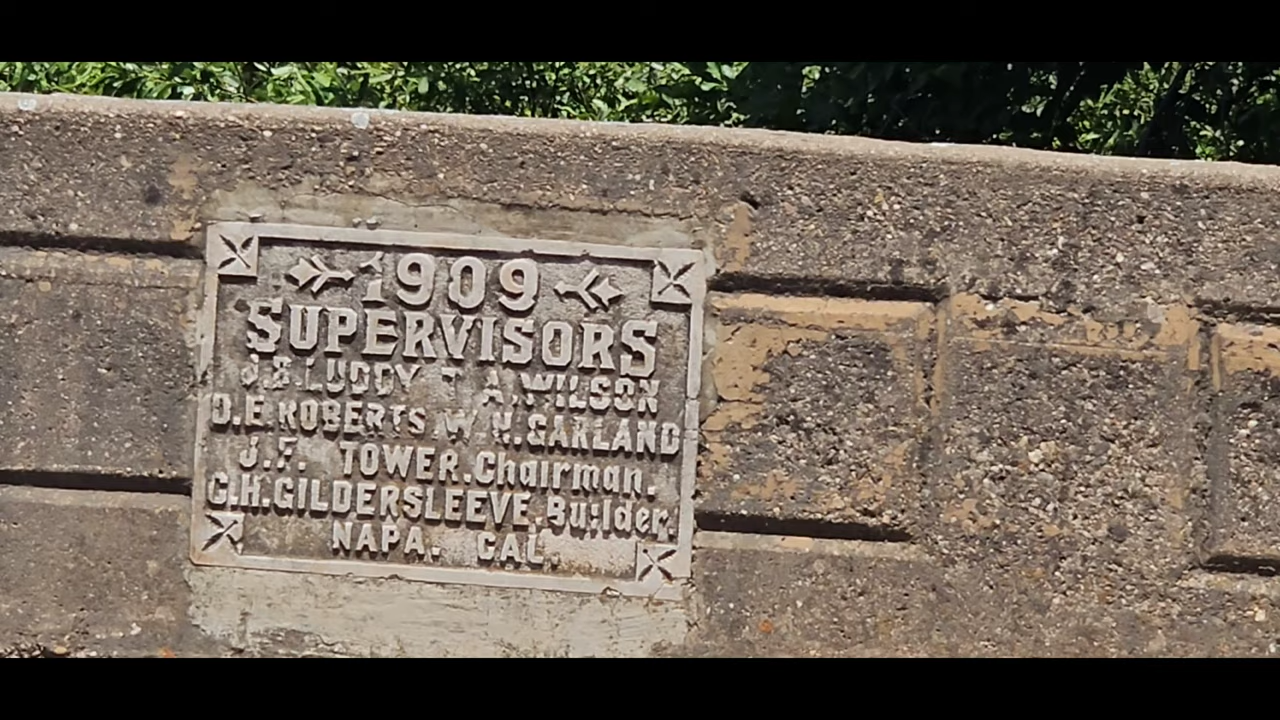 1909
SUPERVISORS
J.B.LUDDY T.A.WILSON
D.E.ROBERTS.W.H.GARLAND
J.F. TOWER.Chairman.
C.H.GILDERSLEEVE.Builder.
NAPA. CAL.